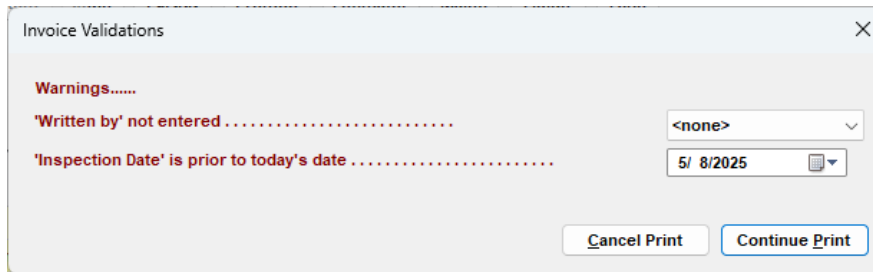 Invoice Validations
Warnings......
'Written by' not entered . . . . . . . . . . . . . . . . . . . . . . . . . . . <none>
'Inspection Date' is prior to today's date . . . . . . . . . . . . . . . . . . . . . . . . 5/ 8/2025
Cancel Print Continue Print